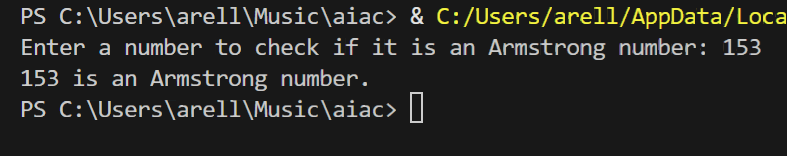 PS C:\Users\arell\Music\aiac> & C:/Users/arell/AppData/Loca
Enter a number to check if it is an Armstrong number: 153
153 is an Armstrong number.
PS C:\Users\arell\Music\aiac>